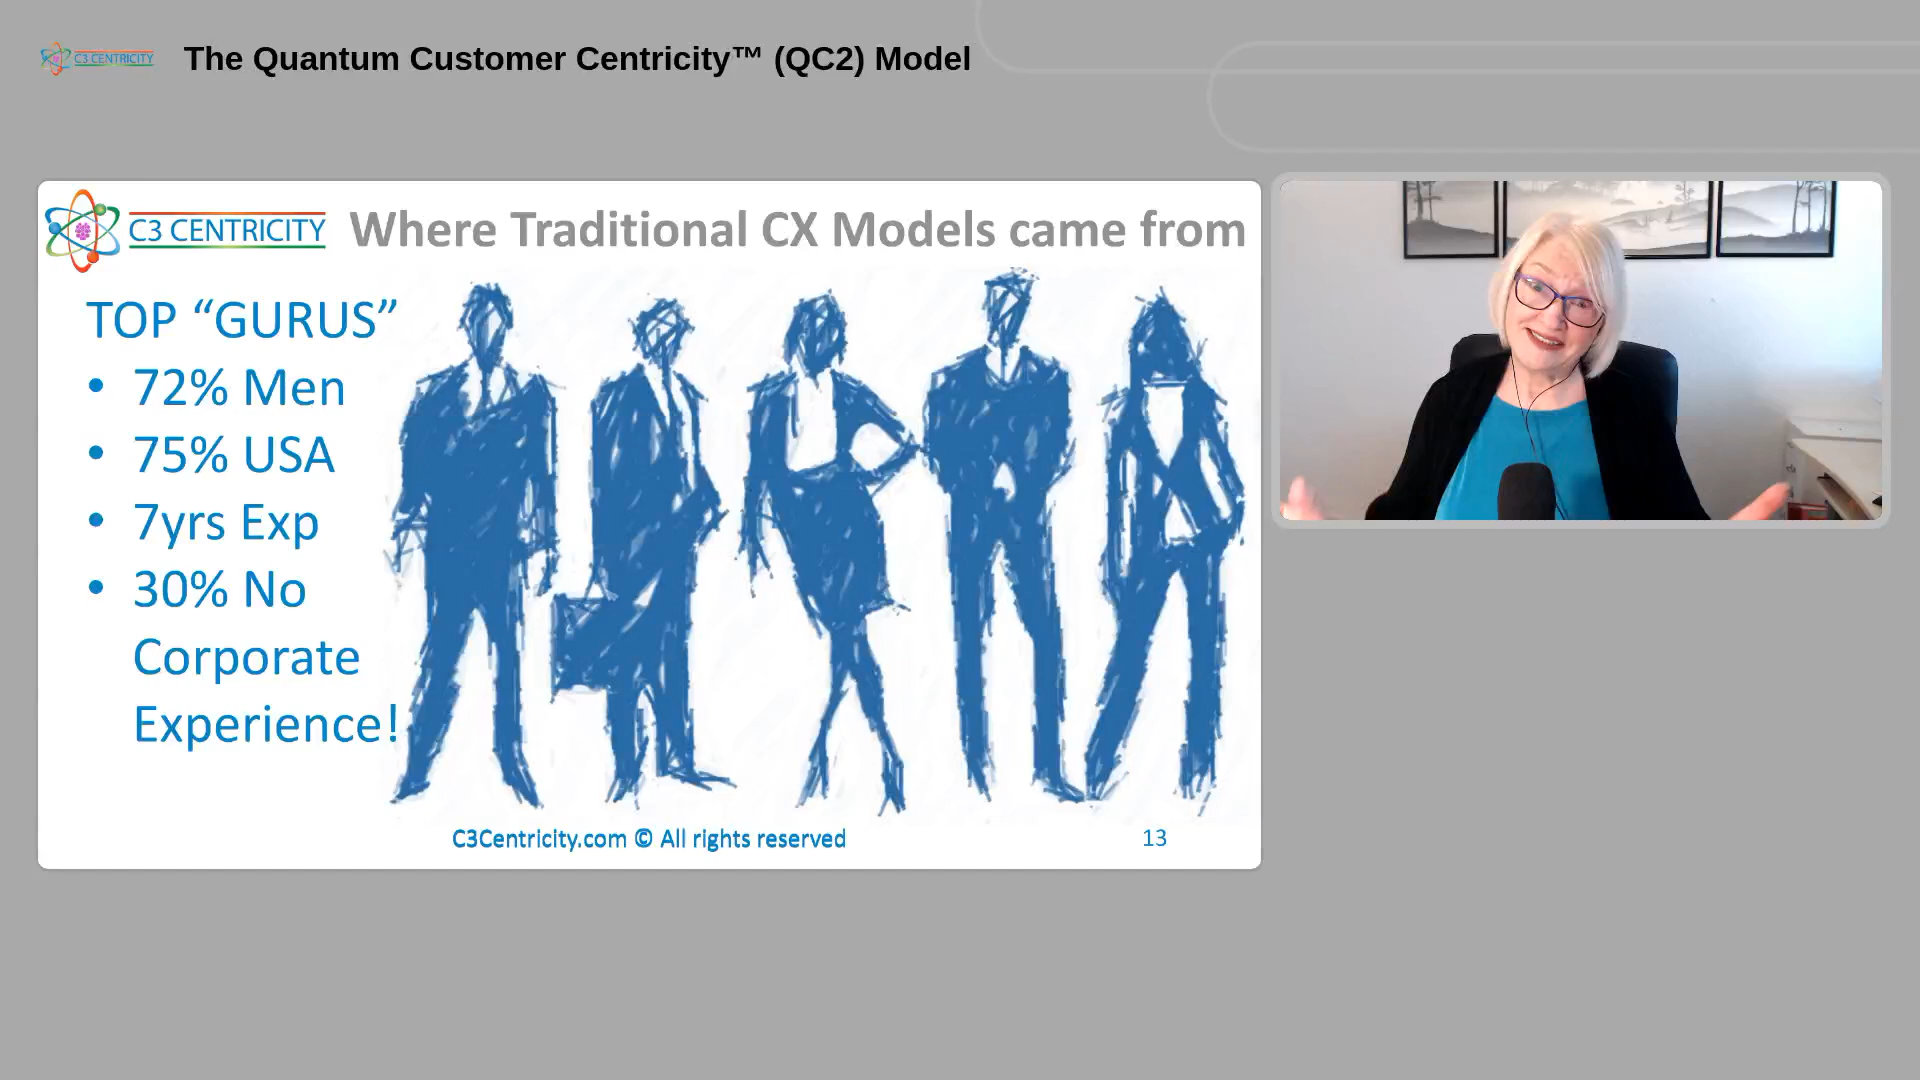 C3 CENTRICITY
The Quantum Customer Centricity™ (QC2) Model
C3 CENTRICITY
Where Traditional CX Models came from
TOP “GURUS”
• 72% Men
• 75% USA
• 7yrs Exp
• 30% No
Corporate
Experience!
C3Centricity.com © All rights reserved
13